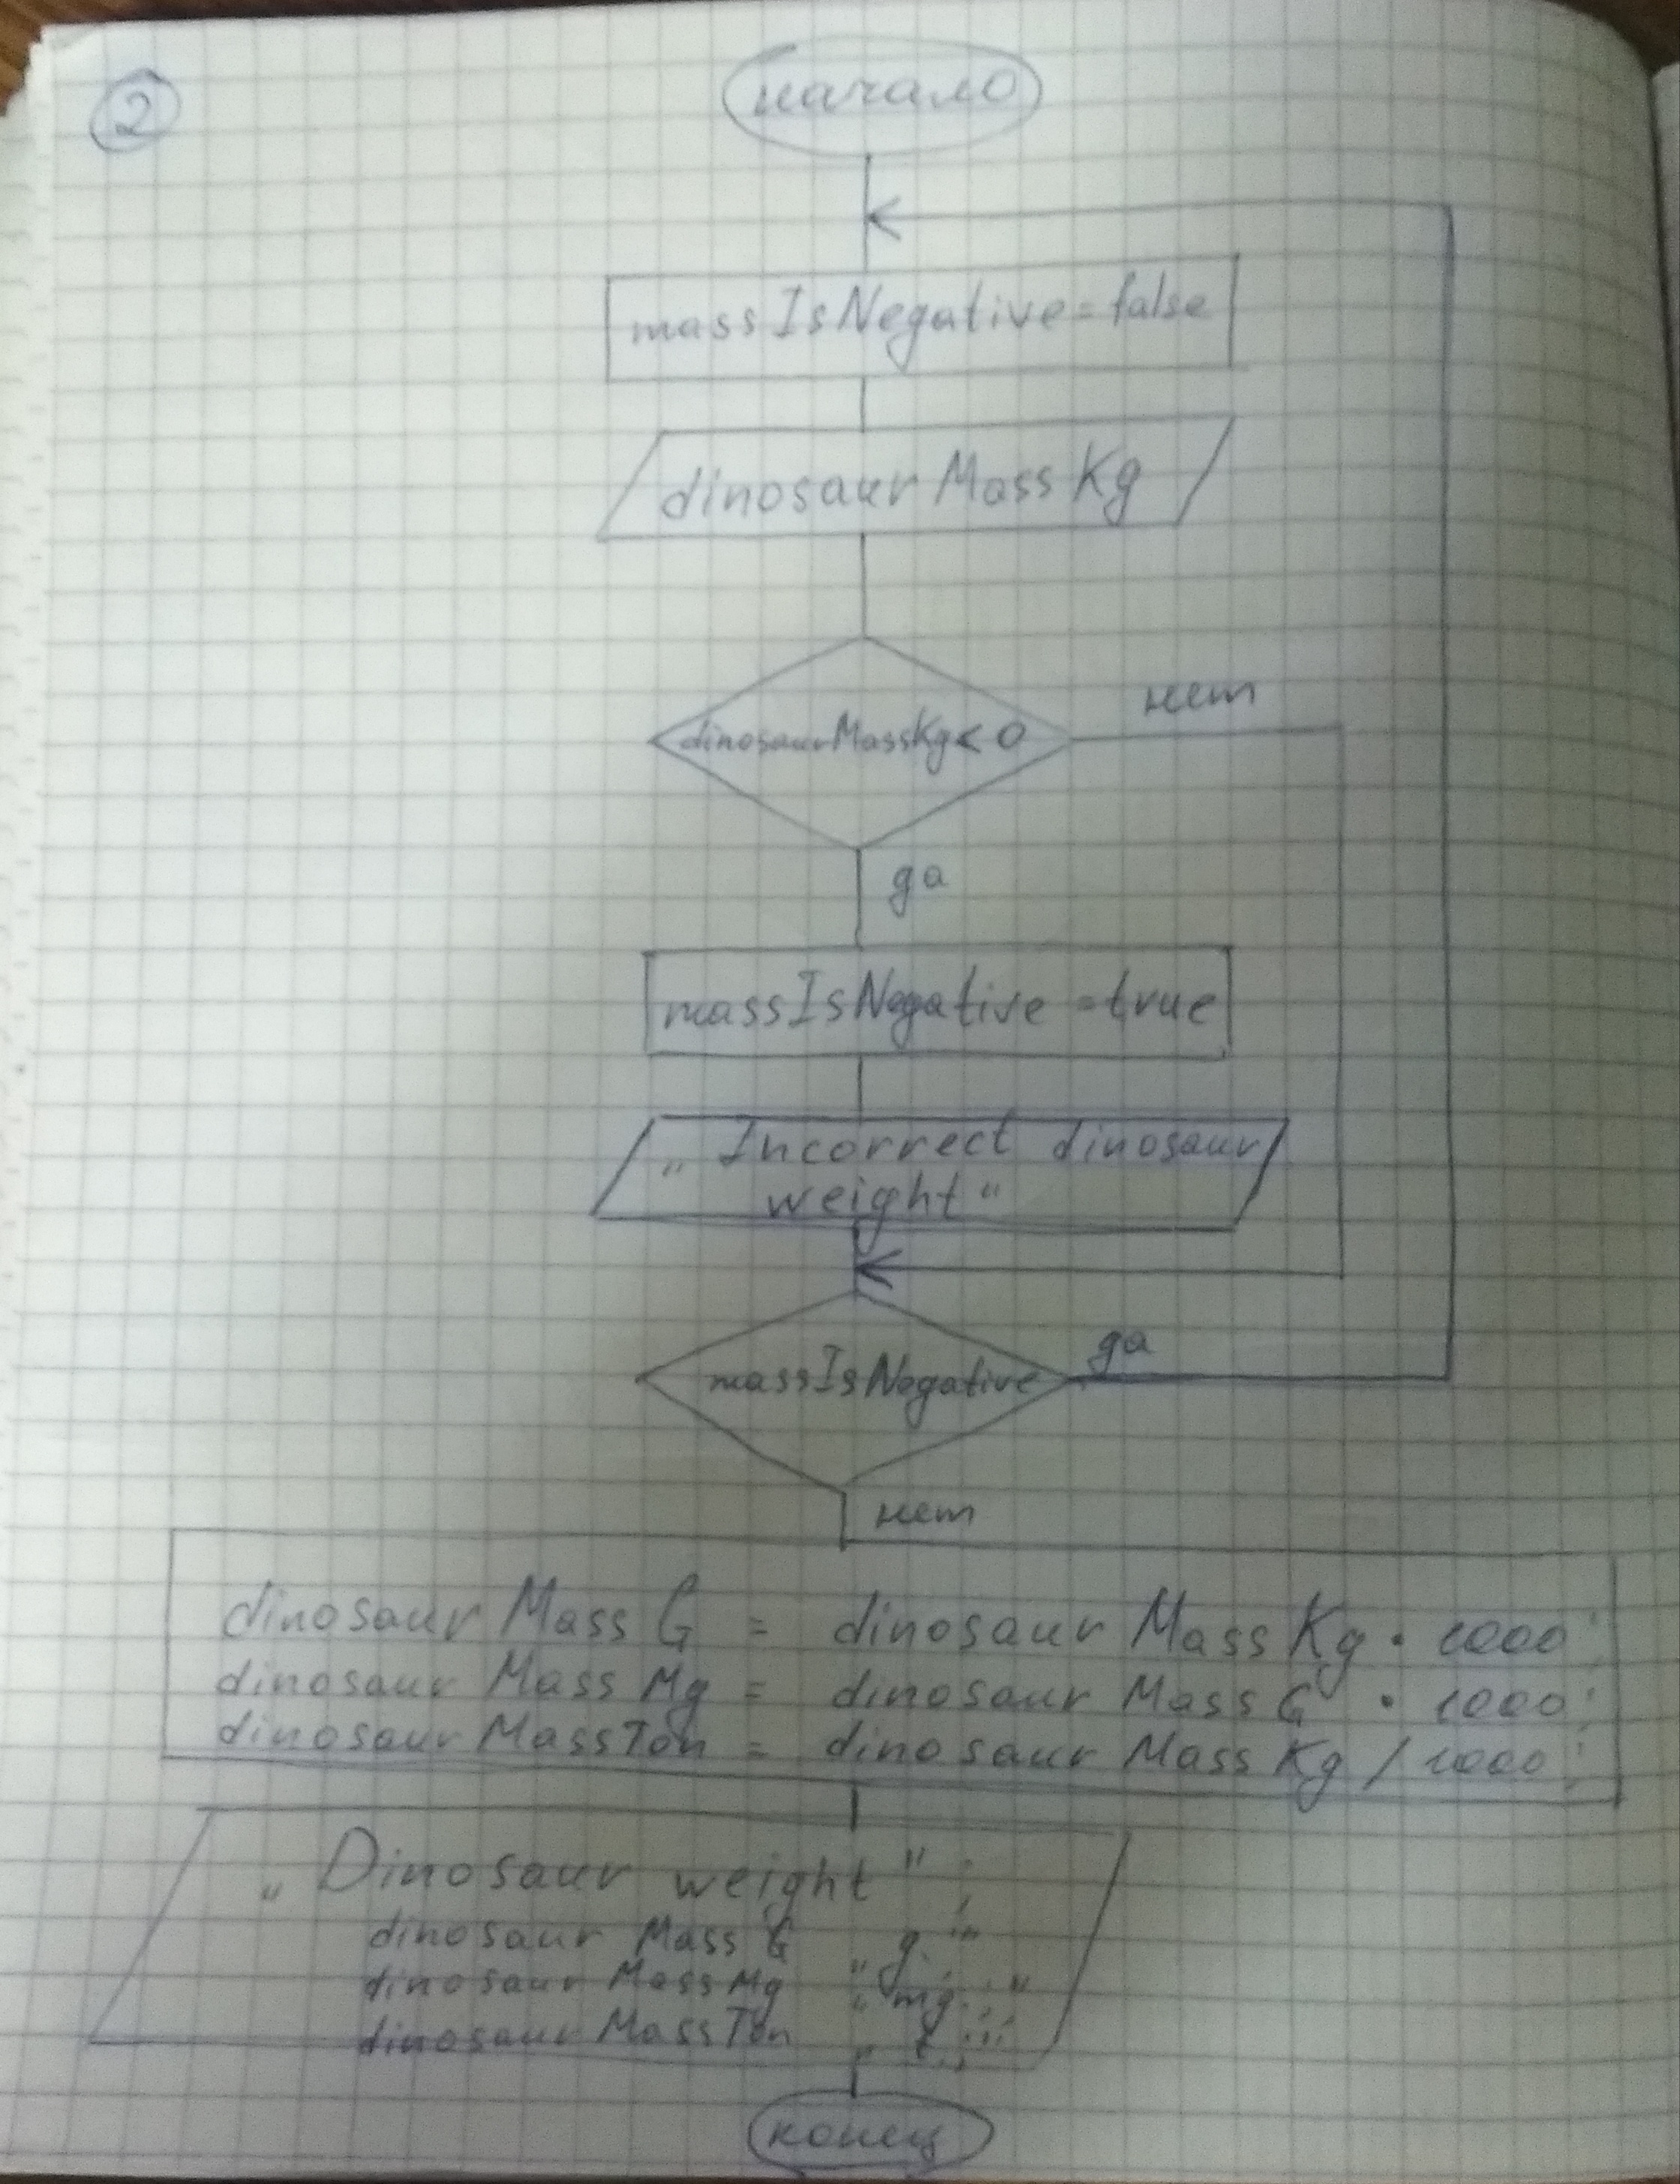 2
начало
massIsNegative = false
dinosaurMassKg
dinosaurMassKg < 0
нет
да
massIsNegative = true
„Incorrect dinosaur
weight“
massIsNegative
да
нет
dinosaurMassG = dinosaurMassKg · 1000;
dinosaurMassMg = dinosaurMassG · 1000;
dinosaurMassTon = dinosaurMassKg / 1000;
„Dinosaur weight";
dinosaurMassG „g.;"
dinosaurMassMg „mg.;"
dinosaurMassTon „t.;"
конец